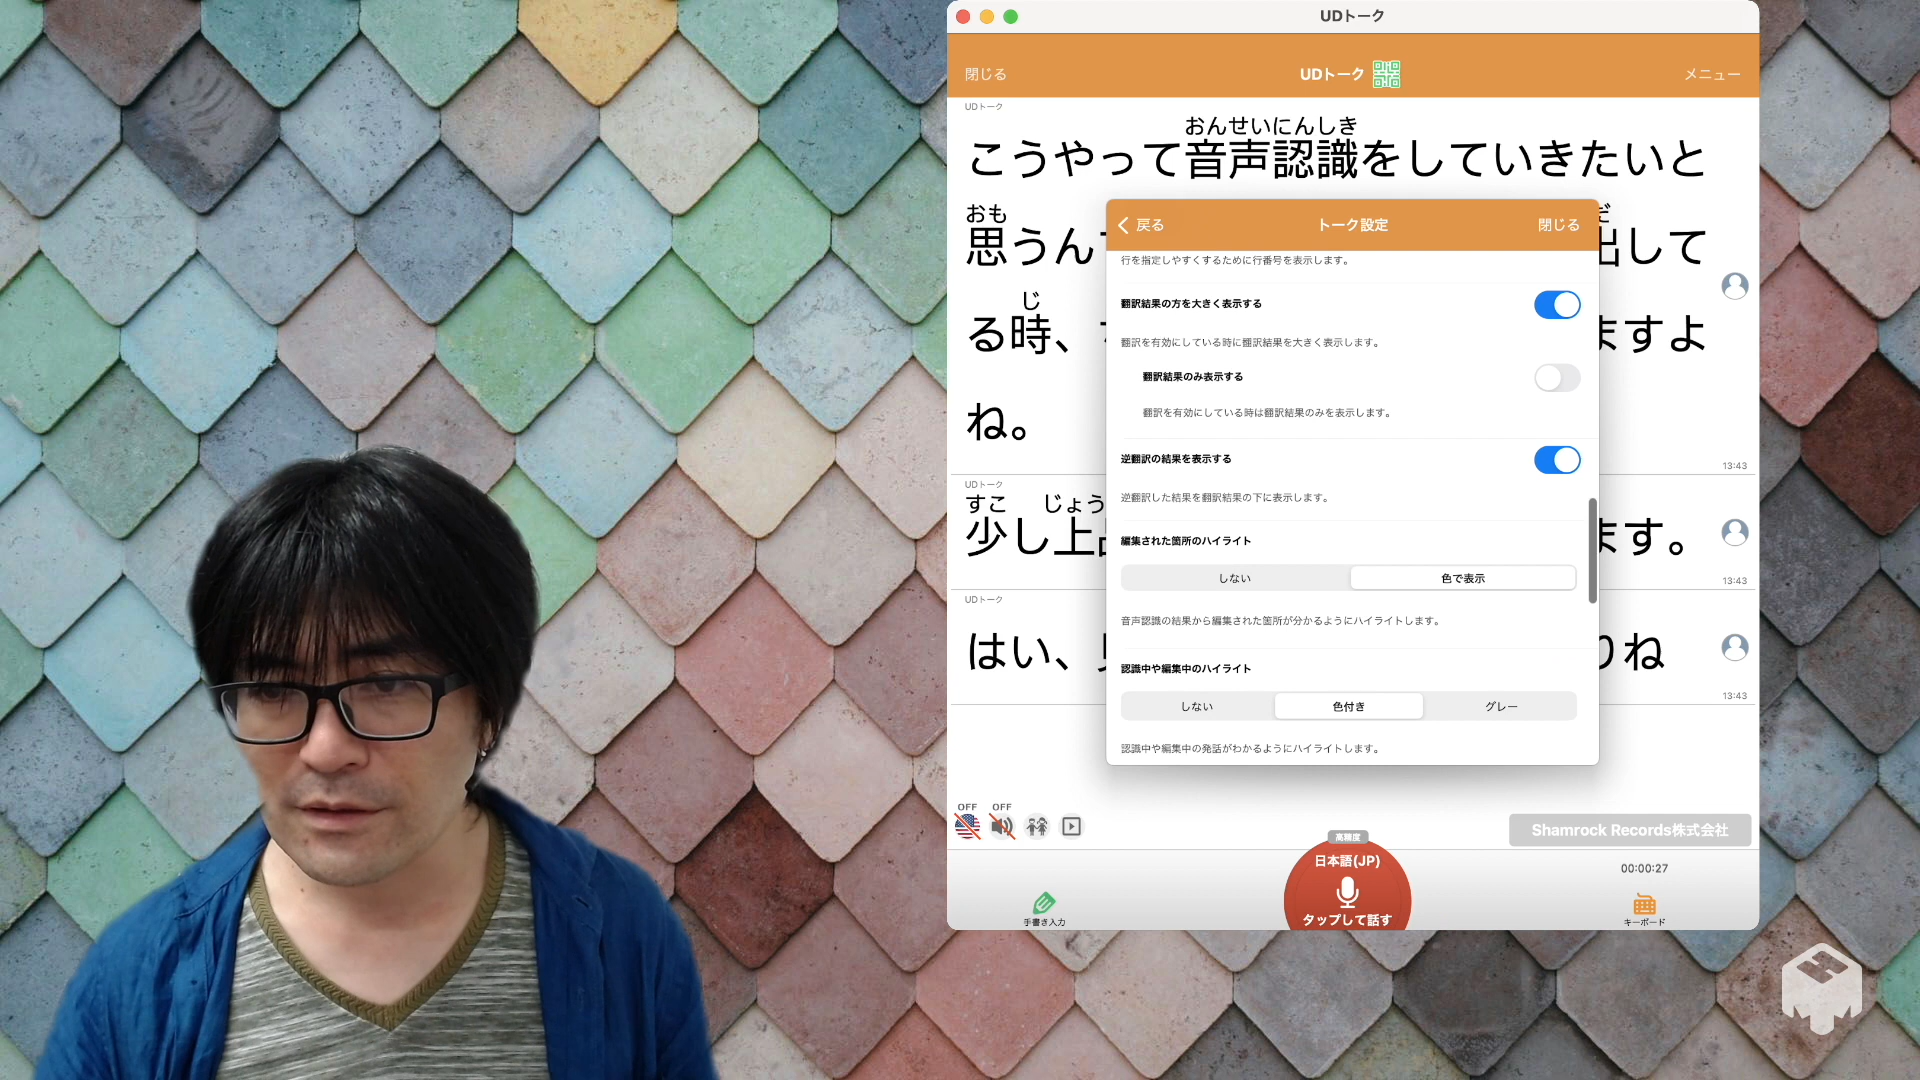 UDトーク
閉じる
UDトーク
メニュー
UDトーク
おんせいにんしき
こうやって音声認識をしていきたいと
おも
だ
思うん
出して
じ
る時、
ますよ
ね。
13:43
UDトーク
すこ じょう
少し上
ます。
13:43
UDトーク
はい、
りね
13:43
戻る
トーク設定
閉じる
行を指定しやすくするために行番号を表示します。
翻訳結果の方を大きく表示する
翻訳を有効にしている時に翻訳結果を大きく表示します。
翻訳結果のみ表示する
翻訳を有効にしている時は翻訳結果のみを表示します。
逆翻訳の結果を表示する
逆翻訳した結果を翻訳結果の下に表示します。
編集された箇所のハイライト
しない
色で表示
音声認識の結果から編集された箇所が分かるようにハイライトします。
認識中や編集中のハイライト
しない
色付き
グレー
認識中や編集中の発話がわかるようにハイライトします。
OFF
OFF
Shamrock Records株式会社
高精度
日本語(JP)
タップして話す
00:00:27
手書き入力
キーボード